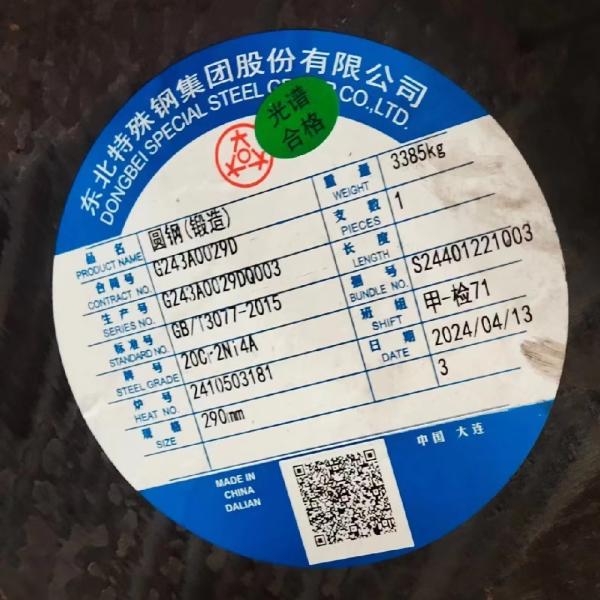 东北特殊钢集团股份有限公司
DONGBEI SPECIAL STEEL GROUP CO.,LTD.
光谱
合格
品名 圆钢(锻造) 重量 3385kg
PRODUCT NAME WEIGHT
合同号 G243A0029D 支数 1
CONTRACT NO. PIECES
生产号 G243A0029DQ003 长度
SERIES NO. LENGTH
标准号 GB/T3077-2015 捆号 S24401221003
STANDARD NO. BUNDLE NO.
钢号 20Cr2Ni4A 班组 甲-检71
STEEL GRADE SHIFT
炉号 2410503181 日期 2024/04/13
HEAT NO. DATE
规格 290mm 3
SIZE
MADE IN
CHINA
DALIAN
中国 大连